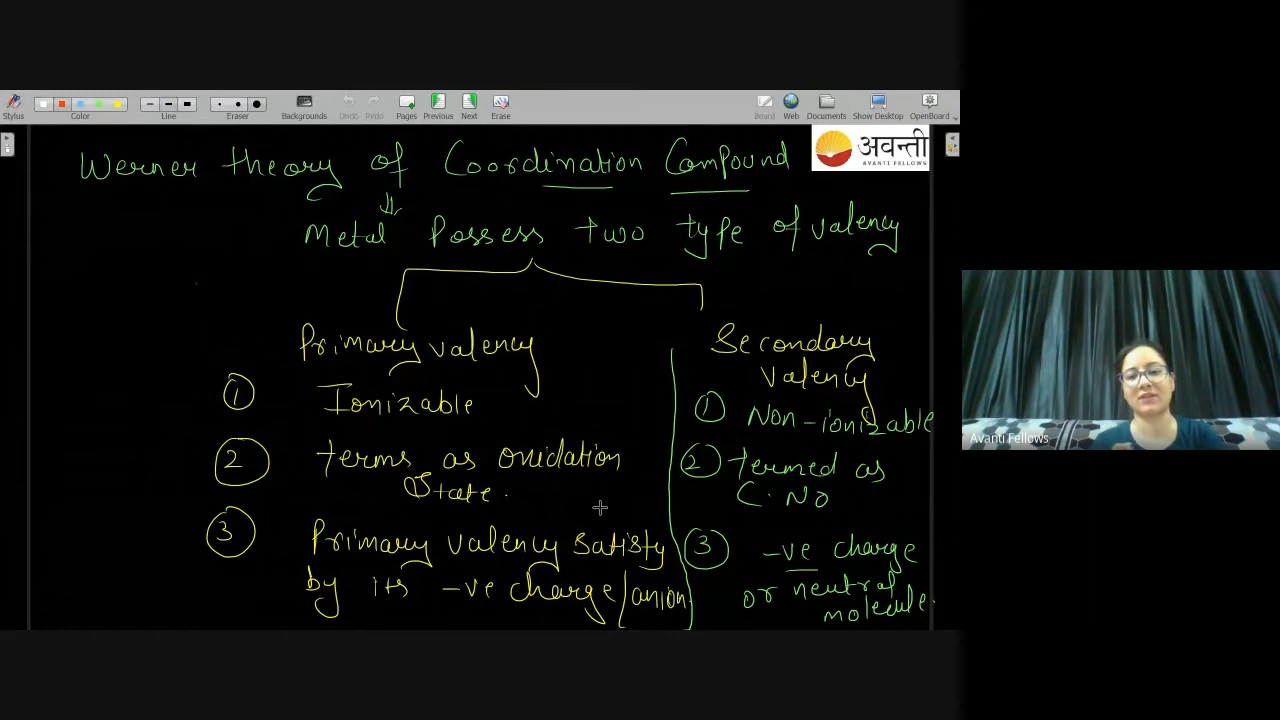 Stylus
Color
Line
Eraser
Backgrounds
Undo
Redo
Pages
Previous
Next
Erase
Board
Web
Documents
Show Desktop
OpenBoard
अवन्ती
AVANTI FELLOWS
Werner theory of Coordination Compound
Metal Possess two type of valency
Primary valency
① Ionizable
② terms as oxidation
State.
③ Primary valency satisfy
by its -ve charge/anion
Secondary
valency
① Non-ionizable
② termed as
C.NO
③ -ve charge
or neutral
molecule.
Avanti Fellows